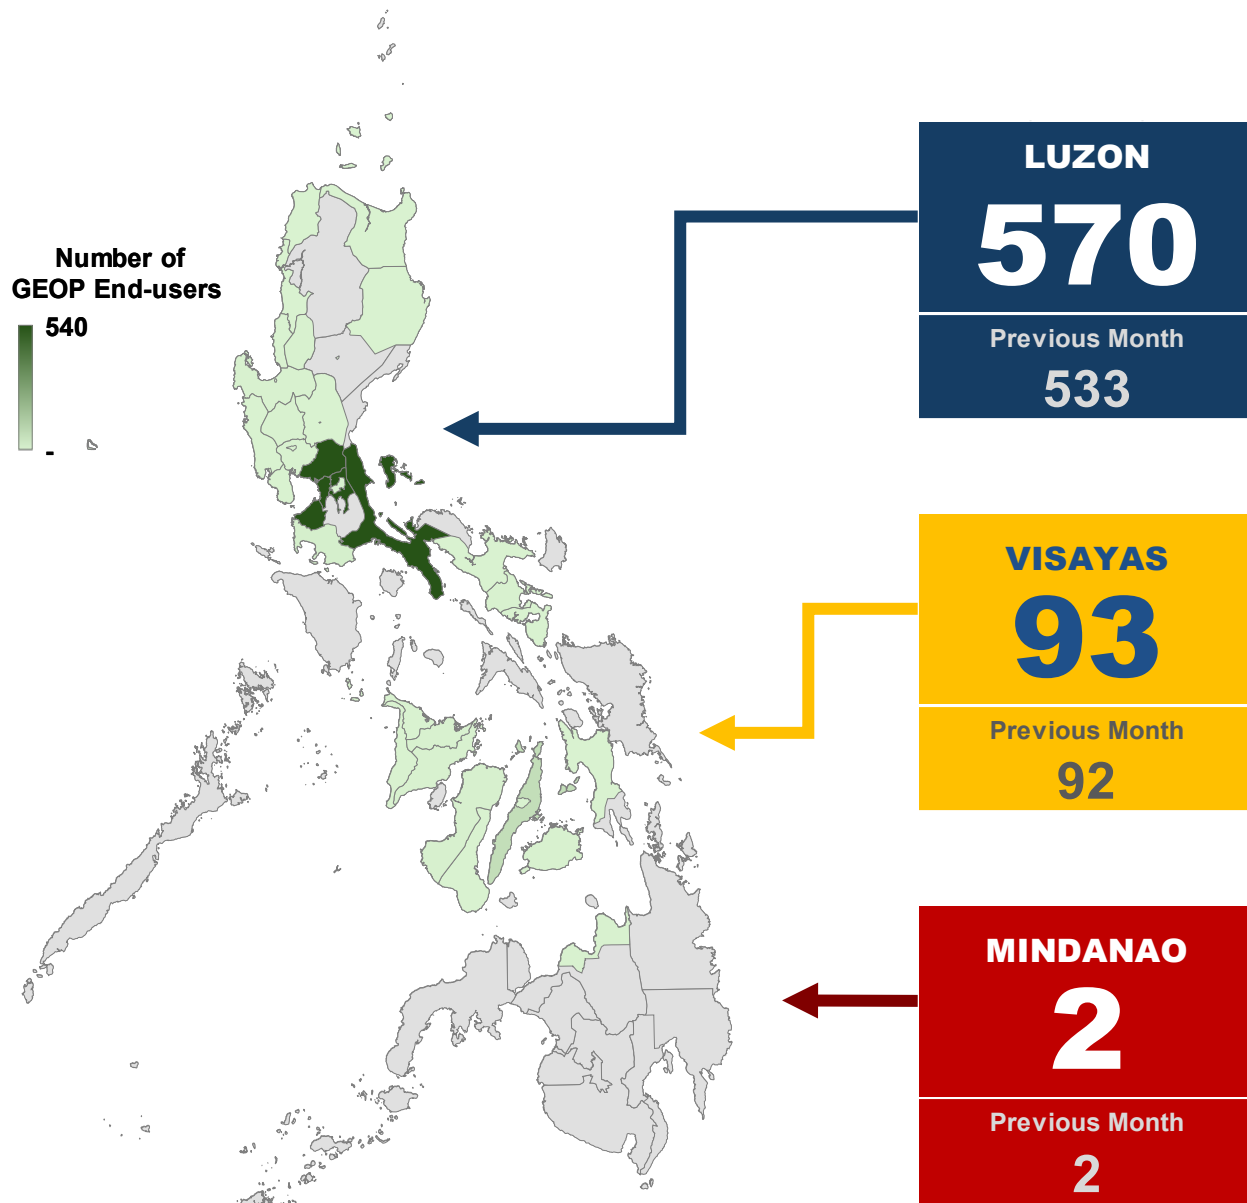 LUZON
570
Previous Month
533
Number of
GEOP End-users
540
-
VISAYAS
93
Previous Month
92
MINDANAO
2
Previous Month
2